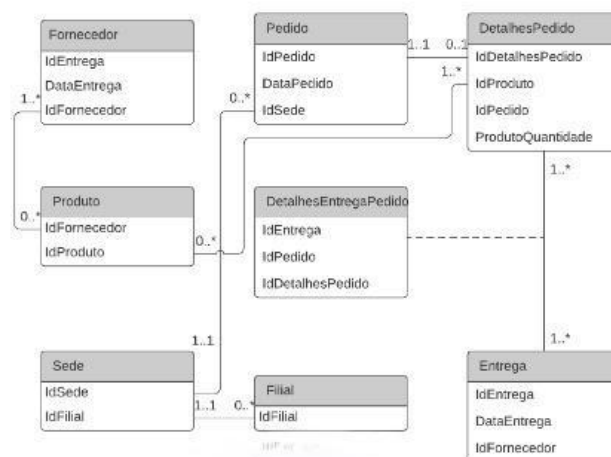 Fornecedor
IdEntrega
DataEntrega
IdFornecedor
1..*
0..*
Pedido
IdPedido
DataPedido
IdSede
0..*
1..1
0..1
1..*
DetalhesPedido
IdDetalhesPedido
IdProduto
IdPedido
ProdutoQuantidade
1..*
Produto
IdFornecedor
IdProduto
0..*
DetalhesEntregaPedido
IdEntrega
IdPedido
IdDetalhesPedido
1..1
1..*
Sede
IdSede
IdFilial
1..1
0..*
Filial
IdFilial
Entrega
IdEntrega
DataEntrega
IdFornecedor